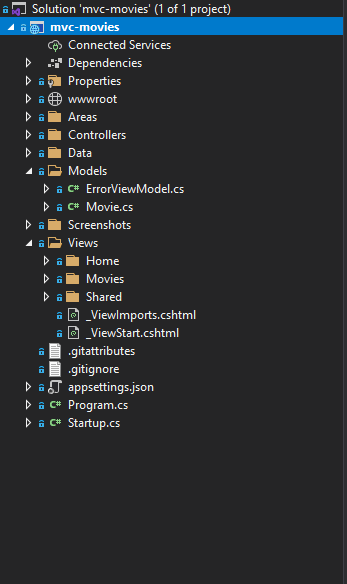 Solution 'mvc-movies' (1 of 1 project)
mvc-movies
Connected Services
Dependencies
Properties
wwwroot
Areas
Controllers
Data
Models
C# ErrorViewModel.cs
C# Movie.cs
Screenshots
Views
Home
Movies
Shared
_ViewImports.cshtml
_ViewStart.cshtml
.gitattributes
.gitignore
appsettings.json
C# Program.cs
C# Startup.cs